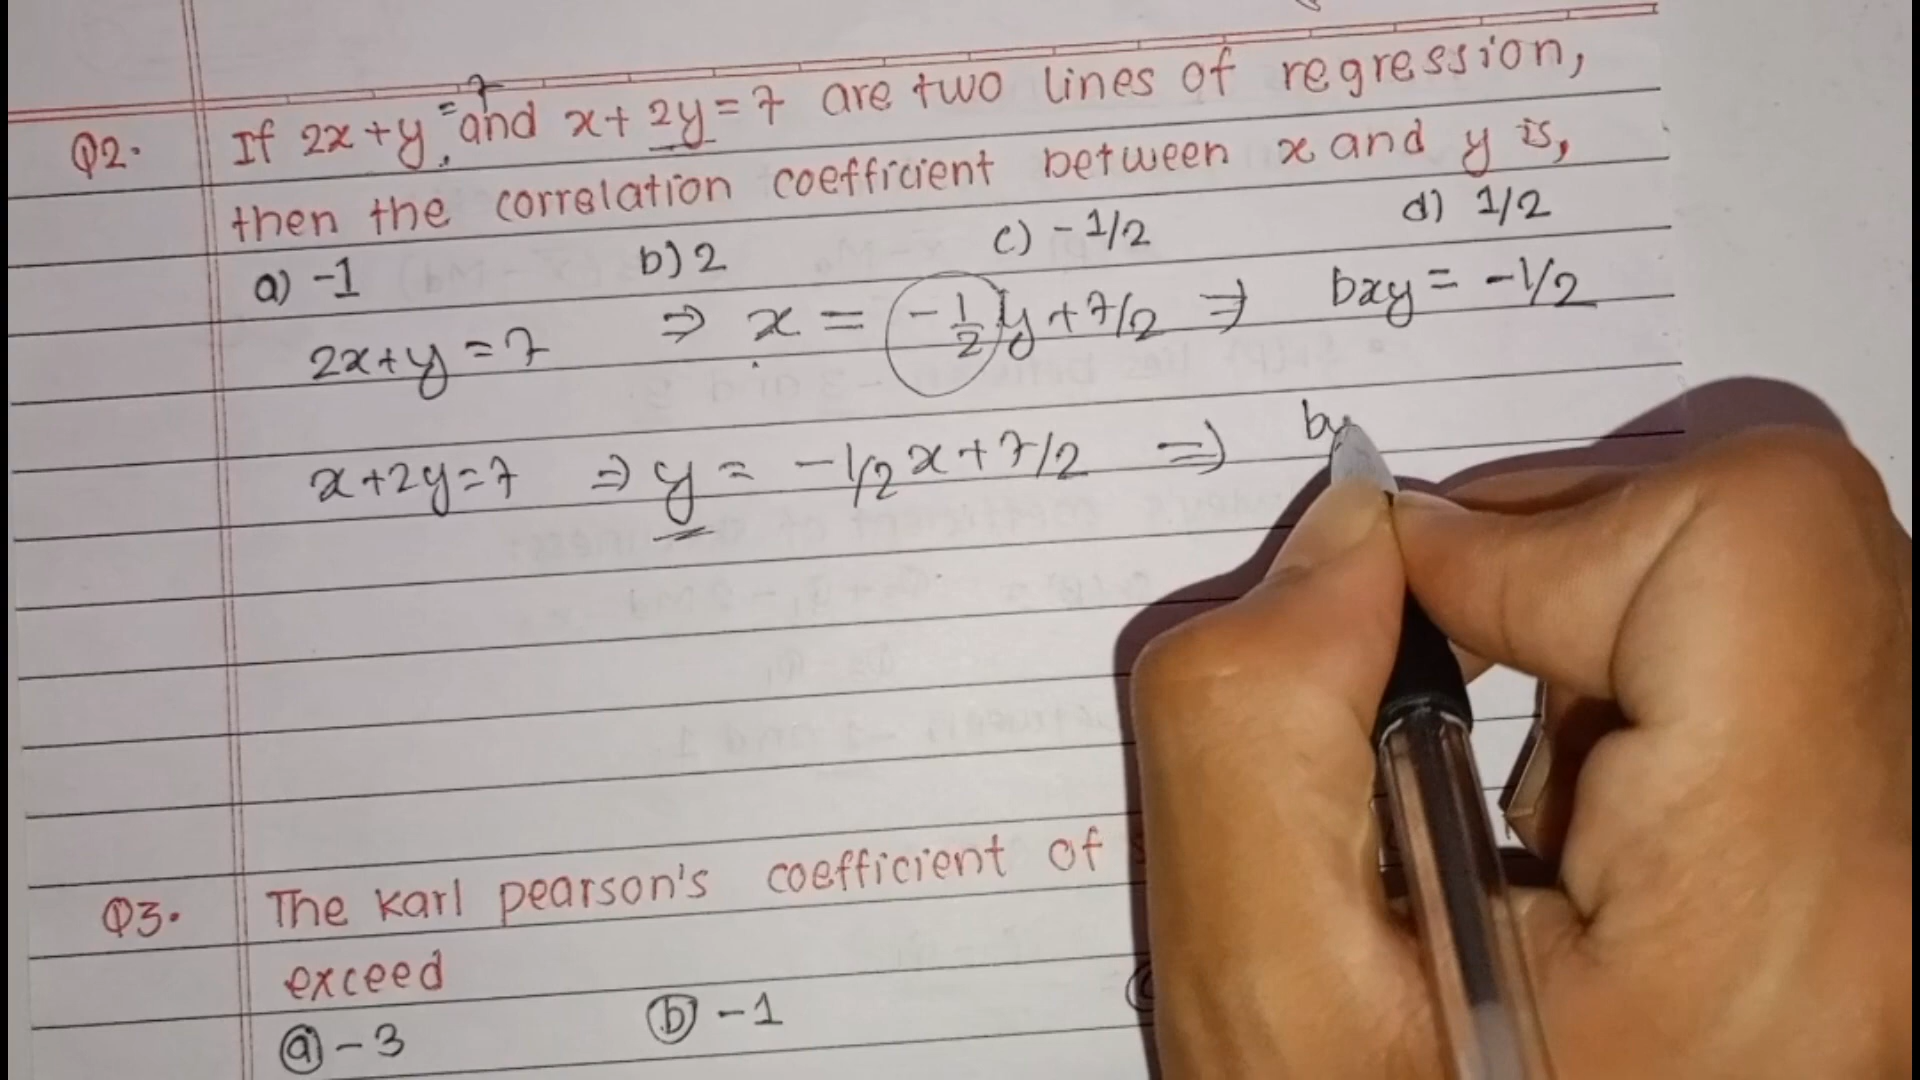 Q2. If 2x+y=7 and x+2y=7 are two lines of regression,
then the correlation coefficient between x and y is,
a) -1 b) 2 c) -1/2 d) 1/2
2x+y=7 ⇒ x = -1/2 y+7/2 ⇒ bxy = -1/2
x+2y=7 ⇒ y = -1/2x+7/2 ⇒ by
Q3. The karl pearson's coefficient of
exceed
(a) -3 (b) -1